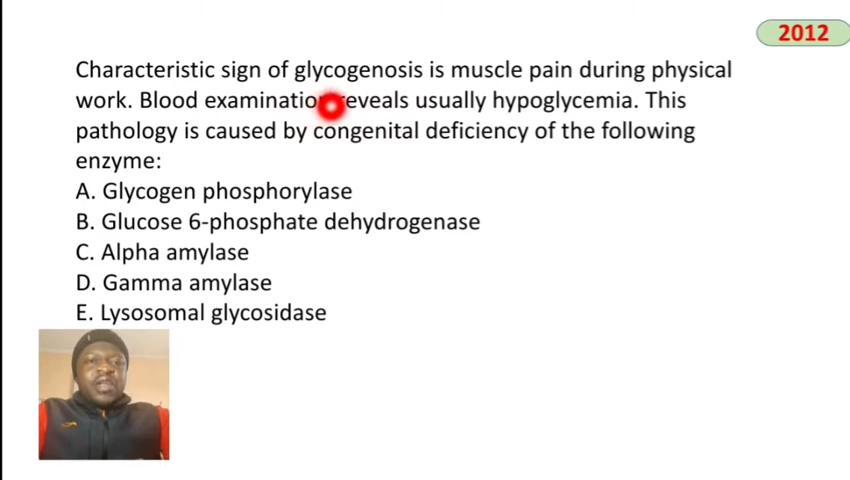 2012
Characteristic sign of glycogenosis is muscle pain during physical
work. Blood examination reveals usually hypoglycemia. This
pathology is caused by congenital deficiency of the following
enzyme:
A. Glycogen phosphorylase
B. Glucose 6-phosphate dehydrogenase
C. Alpha amylase
D. Gamma amylase
E. Lysosomal glycosidase